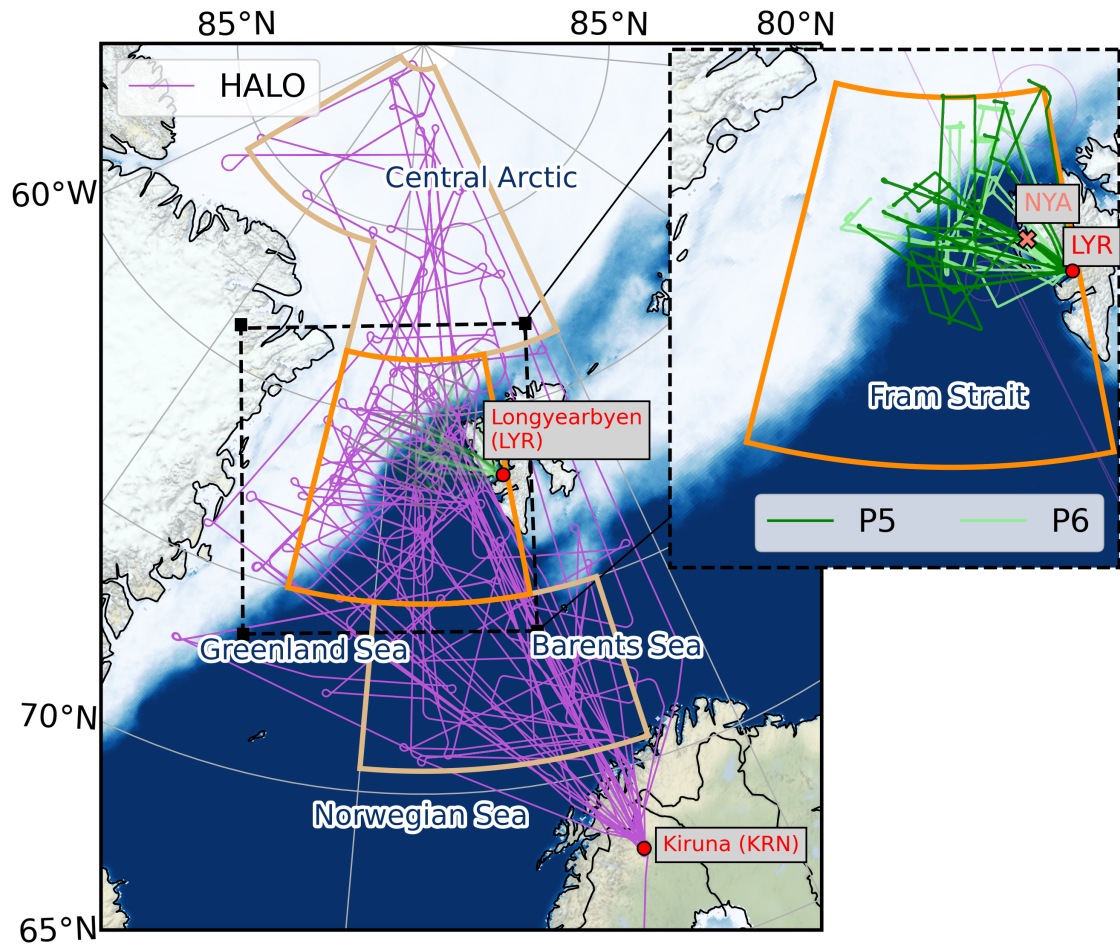 85°N
85°N
80°N
HALO
60°W
Central Arctic
NYA
LYR
Longyearbyen
(LYR)
Fram Strait
P5
P6
Greenland Sea
Barents Sea
70°N
Norwegian Sea
Kiruna (KRN)
65°N